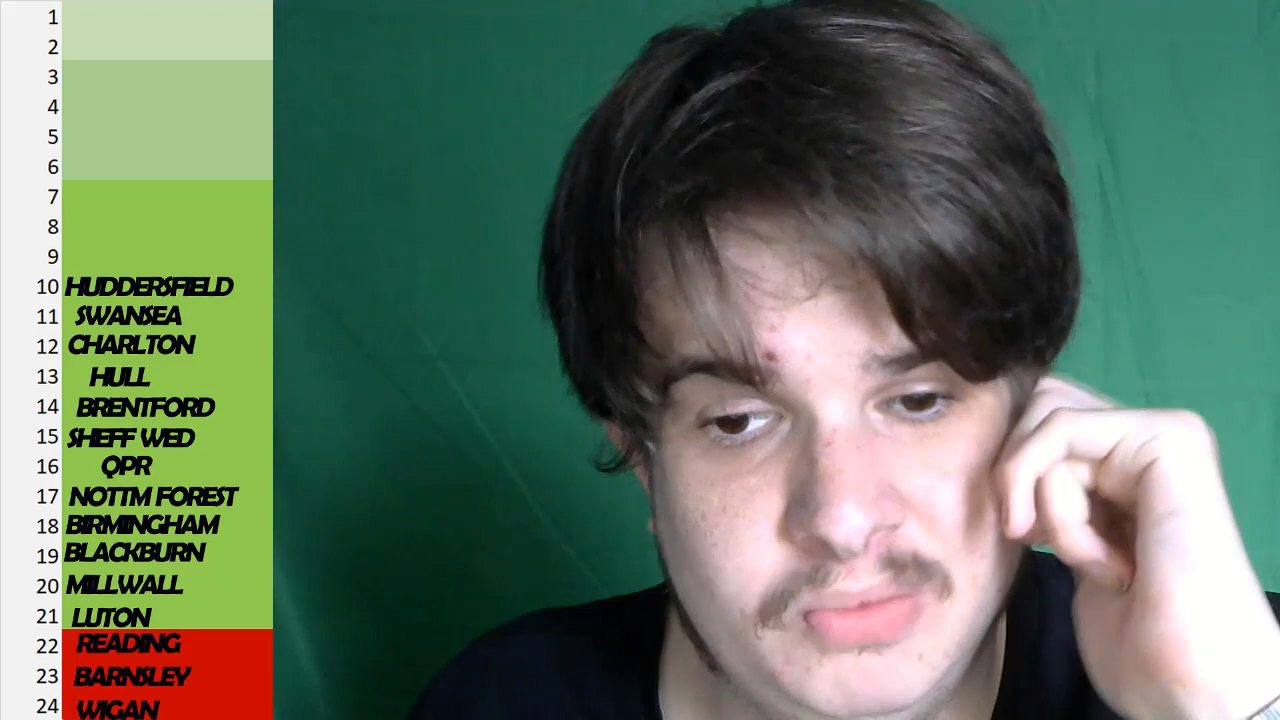 1
2
3
4
5
6
7
8
9
10 HUDDERSFIELD
11 SWANSEA
12 CHARLTON
13 HULL
14 BRENTFORD
15 SHEFF WED
16 QPR
17 NOTTM FOREST
18 BIRMINGHAM
19 BLACKBURN
20 MILLWALL
21 LUTON
22 READING
23 BARNSLEY
24 WIGAN